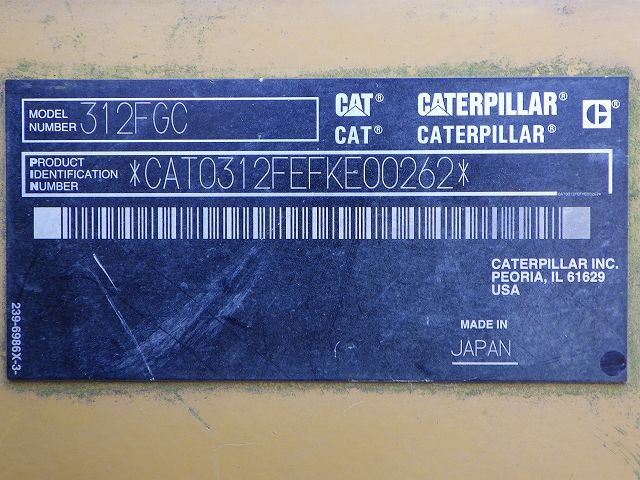 MODEL
NUMBER 312FGC
CAT® CATERPILLAR® C®
CAT® CATERPILLAR®
PRODUCT
IDENTIFICATION
NUMBER *CAT0312FEFKE00262*
*CAT0312FEFKE00262*
CATERPILLAR INC.
PEORIA, IL 61629
USA
MADE IN
JAPAN
239-6986X-3-